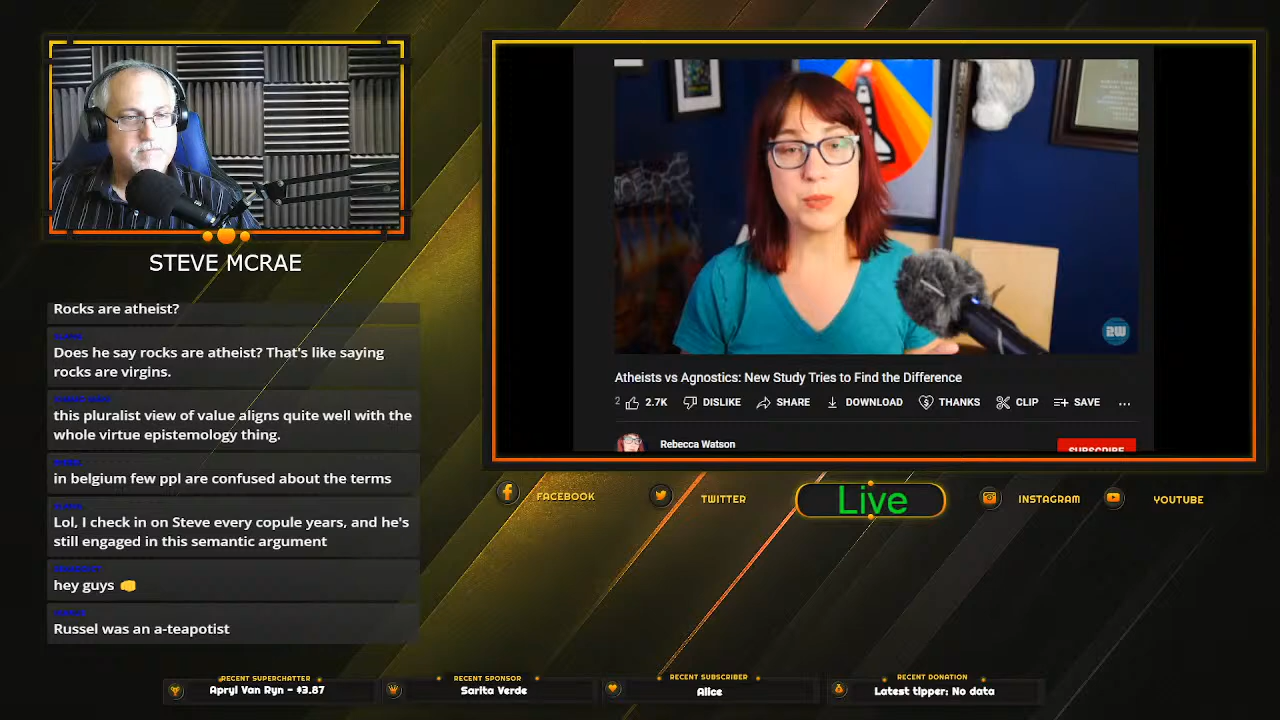 STEVE MCRAE
Rocks are atheist?
Does he say rocks are atheist? That's like saying
rocks are virgins.
this pluralist view of value aligns quite well with the
whole virtue epistemology thing.
in belgium few ppl are confused about the terms
Lol, I check in on Steve every copule years, and he's
still engaged in this semantic argument
hey guys
Russel was an a-teapotist
RW
Atheists vs Agnostics: New Study Tries to Find the Difference
2 2.7K DISLIKE SHARE DOWNLOAD THANKS CLIP SAVE ...
Rebecca Watson
SUBSCRIBE
FACEBOOK
TWITTER
Live
INSTAGRAM
YOUTUBE
RECENT SUPERCHATTER
Apryl Van Ryn - $3.87
RECENT SPONSOR
Sarita Verde
RECENT SUBSCRIBER
Alice
RECENT DONATION
Latest tipper: No data